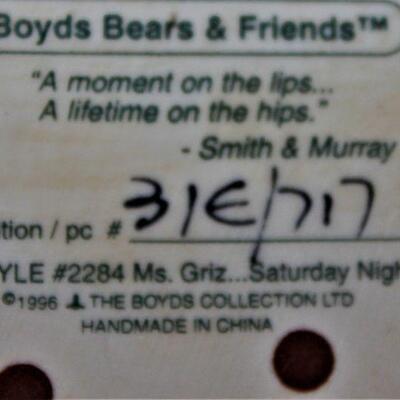 Boyds Bears & Friends™
"A moment on the lips...
A lifetime on the hips."
- Smith & Murray
tion / pc # 31E/717
YLE #2284 Ms. Griz...Saturday Nigh
©1996 THE BOYDS COLLECTION LTD
HANDMADE IN CHINA